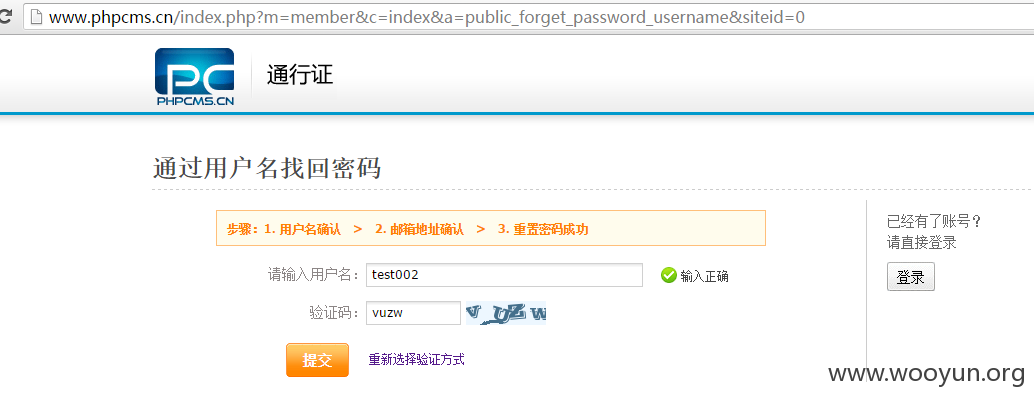 www.phpcms.cn/index.php?m=member&c=index&a=public_forget_password_username&siteid=0
PC
PHPCMS.CN
通行证
通过用户名找回密码
步骤：1. 用户名确认 > 2. 邮箱地址确认 > 3. 重置密码成功
请输入用户名： test002 输入正确
验证码： vuzw V UZ W
提交 重新选择验证方式
已经有了账号？
请直接登录
登录
www.wooyun.org